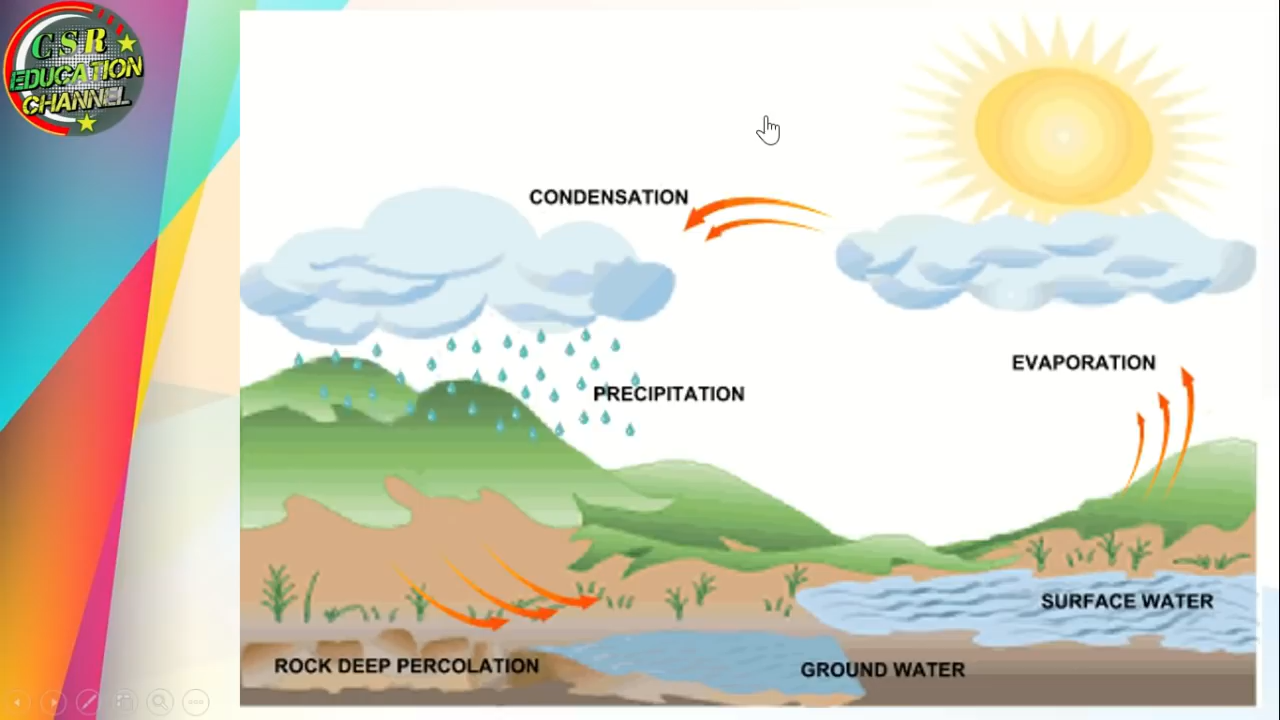 CSR
EDUCATION
CHANNEL
CONDENSATION
EVAPORATION
PRECIPITATION
SURFACE WATER
ROCK DEEP PERCOLATION
GROUND WATER